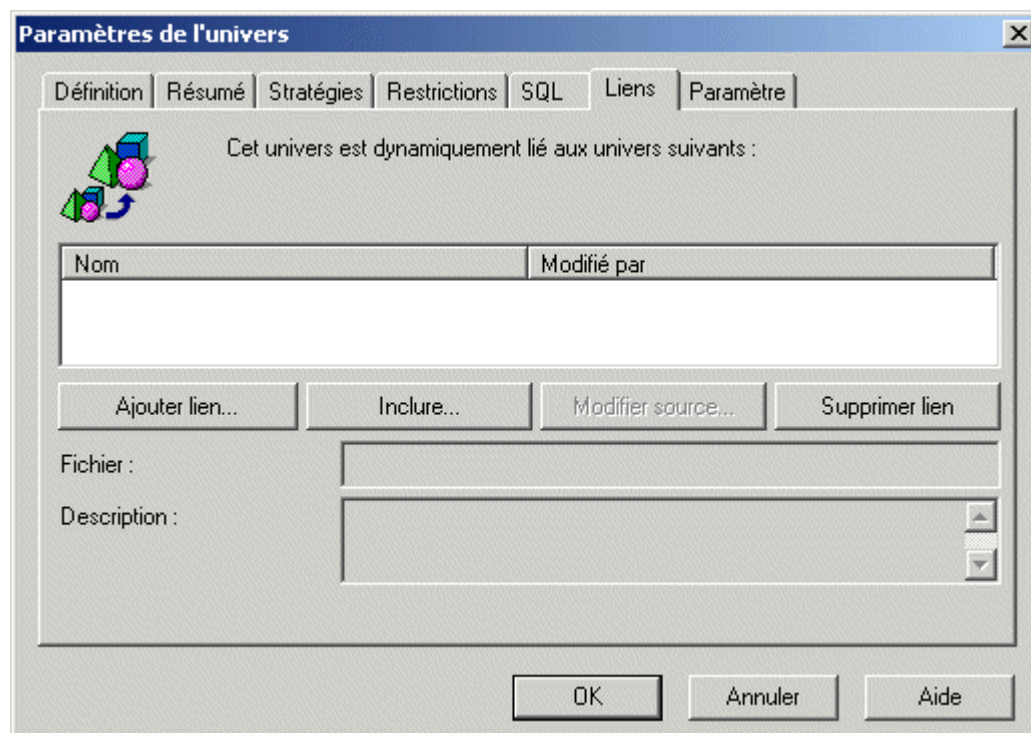 Paramètres de l'univers
Définition Résumé Stratégies Restrictions SQL Liens Paramètre
Cet univers est dynamiquement lié aux univers suivants :
Nom Modifié par
Ajouter lien... Inclure... Modifier source... Supprimer lien
Fichier :
Description :
OK Annuler Aide